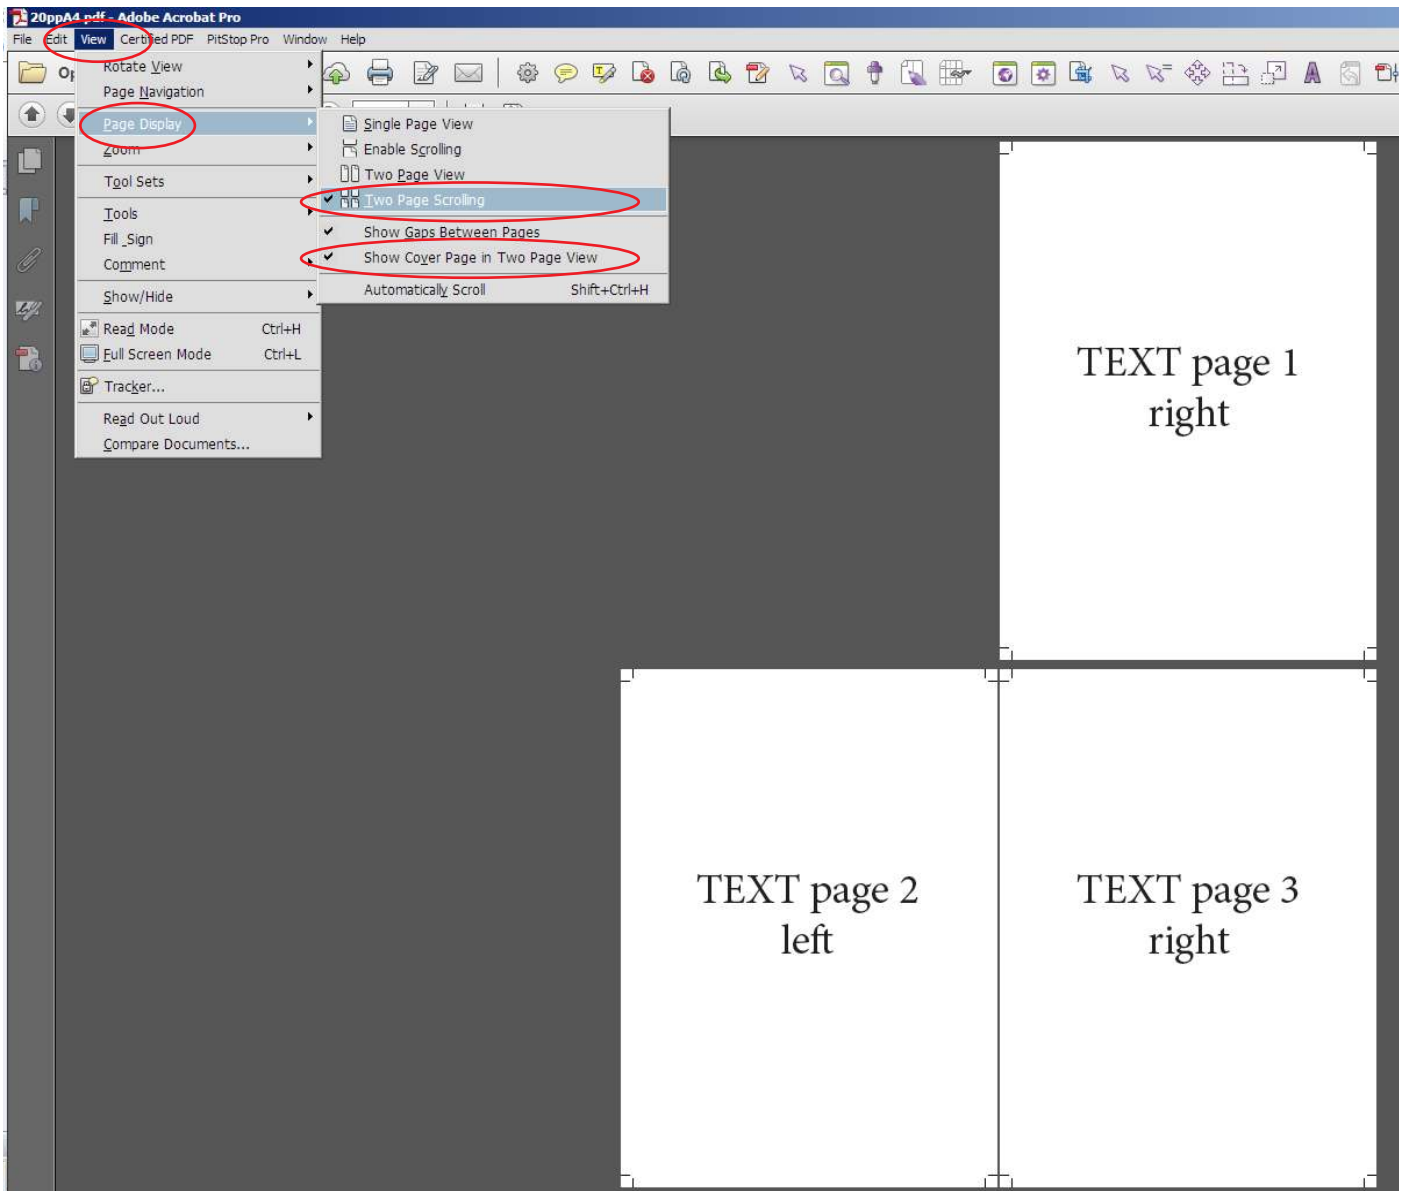 20ppA4.pdf - Adobe Acrobat Pro
File Edit View Certified PDF PitStop Pro Window Help
Rotate View
Page Navigation
Page Display
Zoom
Tool Sets
Tools
Fill _Sign
Comment
Show/Hide
Read Mode Ctrl+H
Full Screen Mode Ctrl+L
Tracker...
Read Out Loud
Compare Documents...
Single Page View
Enable Scrolling
Two Page View
Two Page Scrolling
Show Gaps Between Pages
Show Cover Page in Two Page View
Automatically Scroll Shift+Ctrl+H
TEXT page 1
right
TEXT page 2
left
TEXT page 3
right